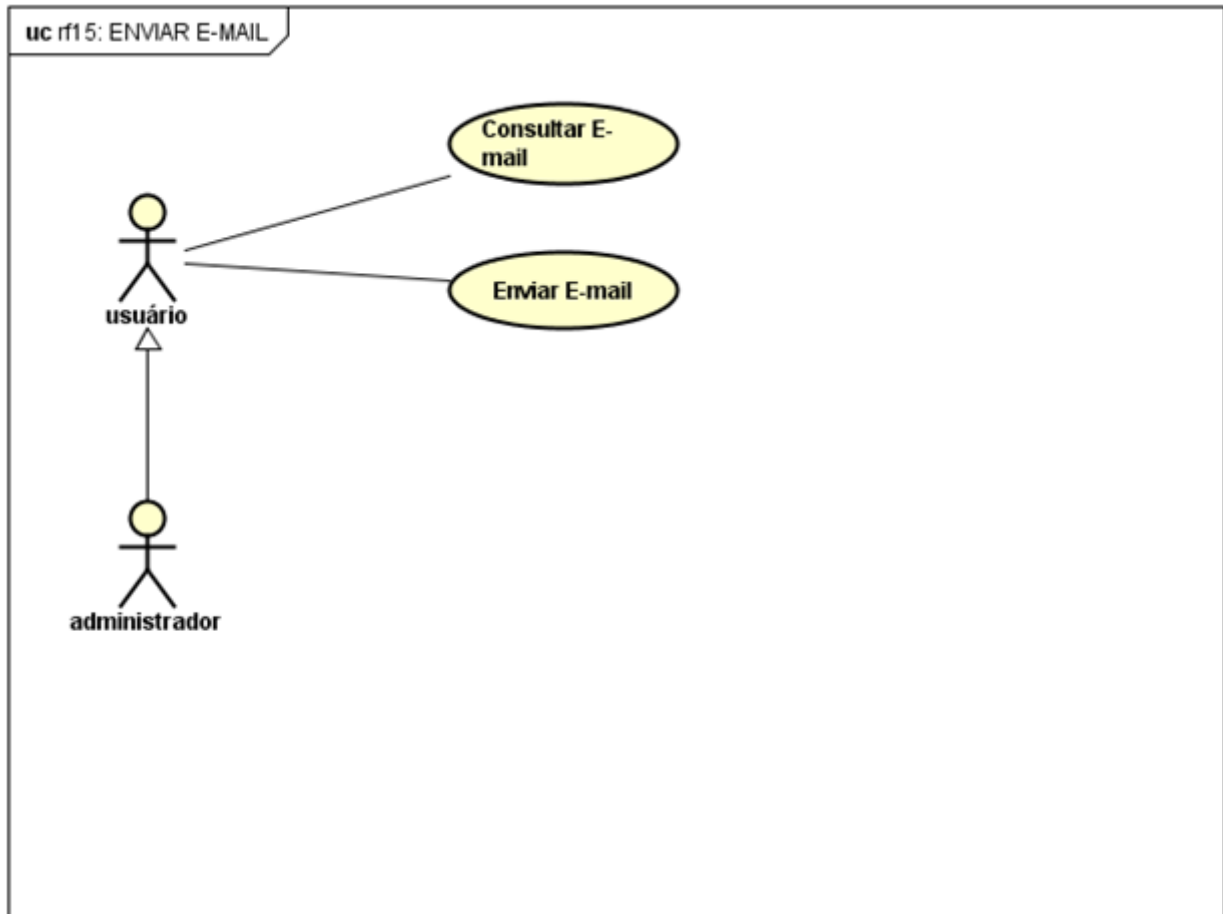 uc rf15: ENVIAR E-MAIL
Consultar E-
mail
Enviar E-mail
usuário
administrador